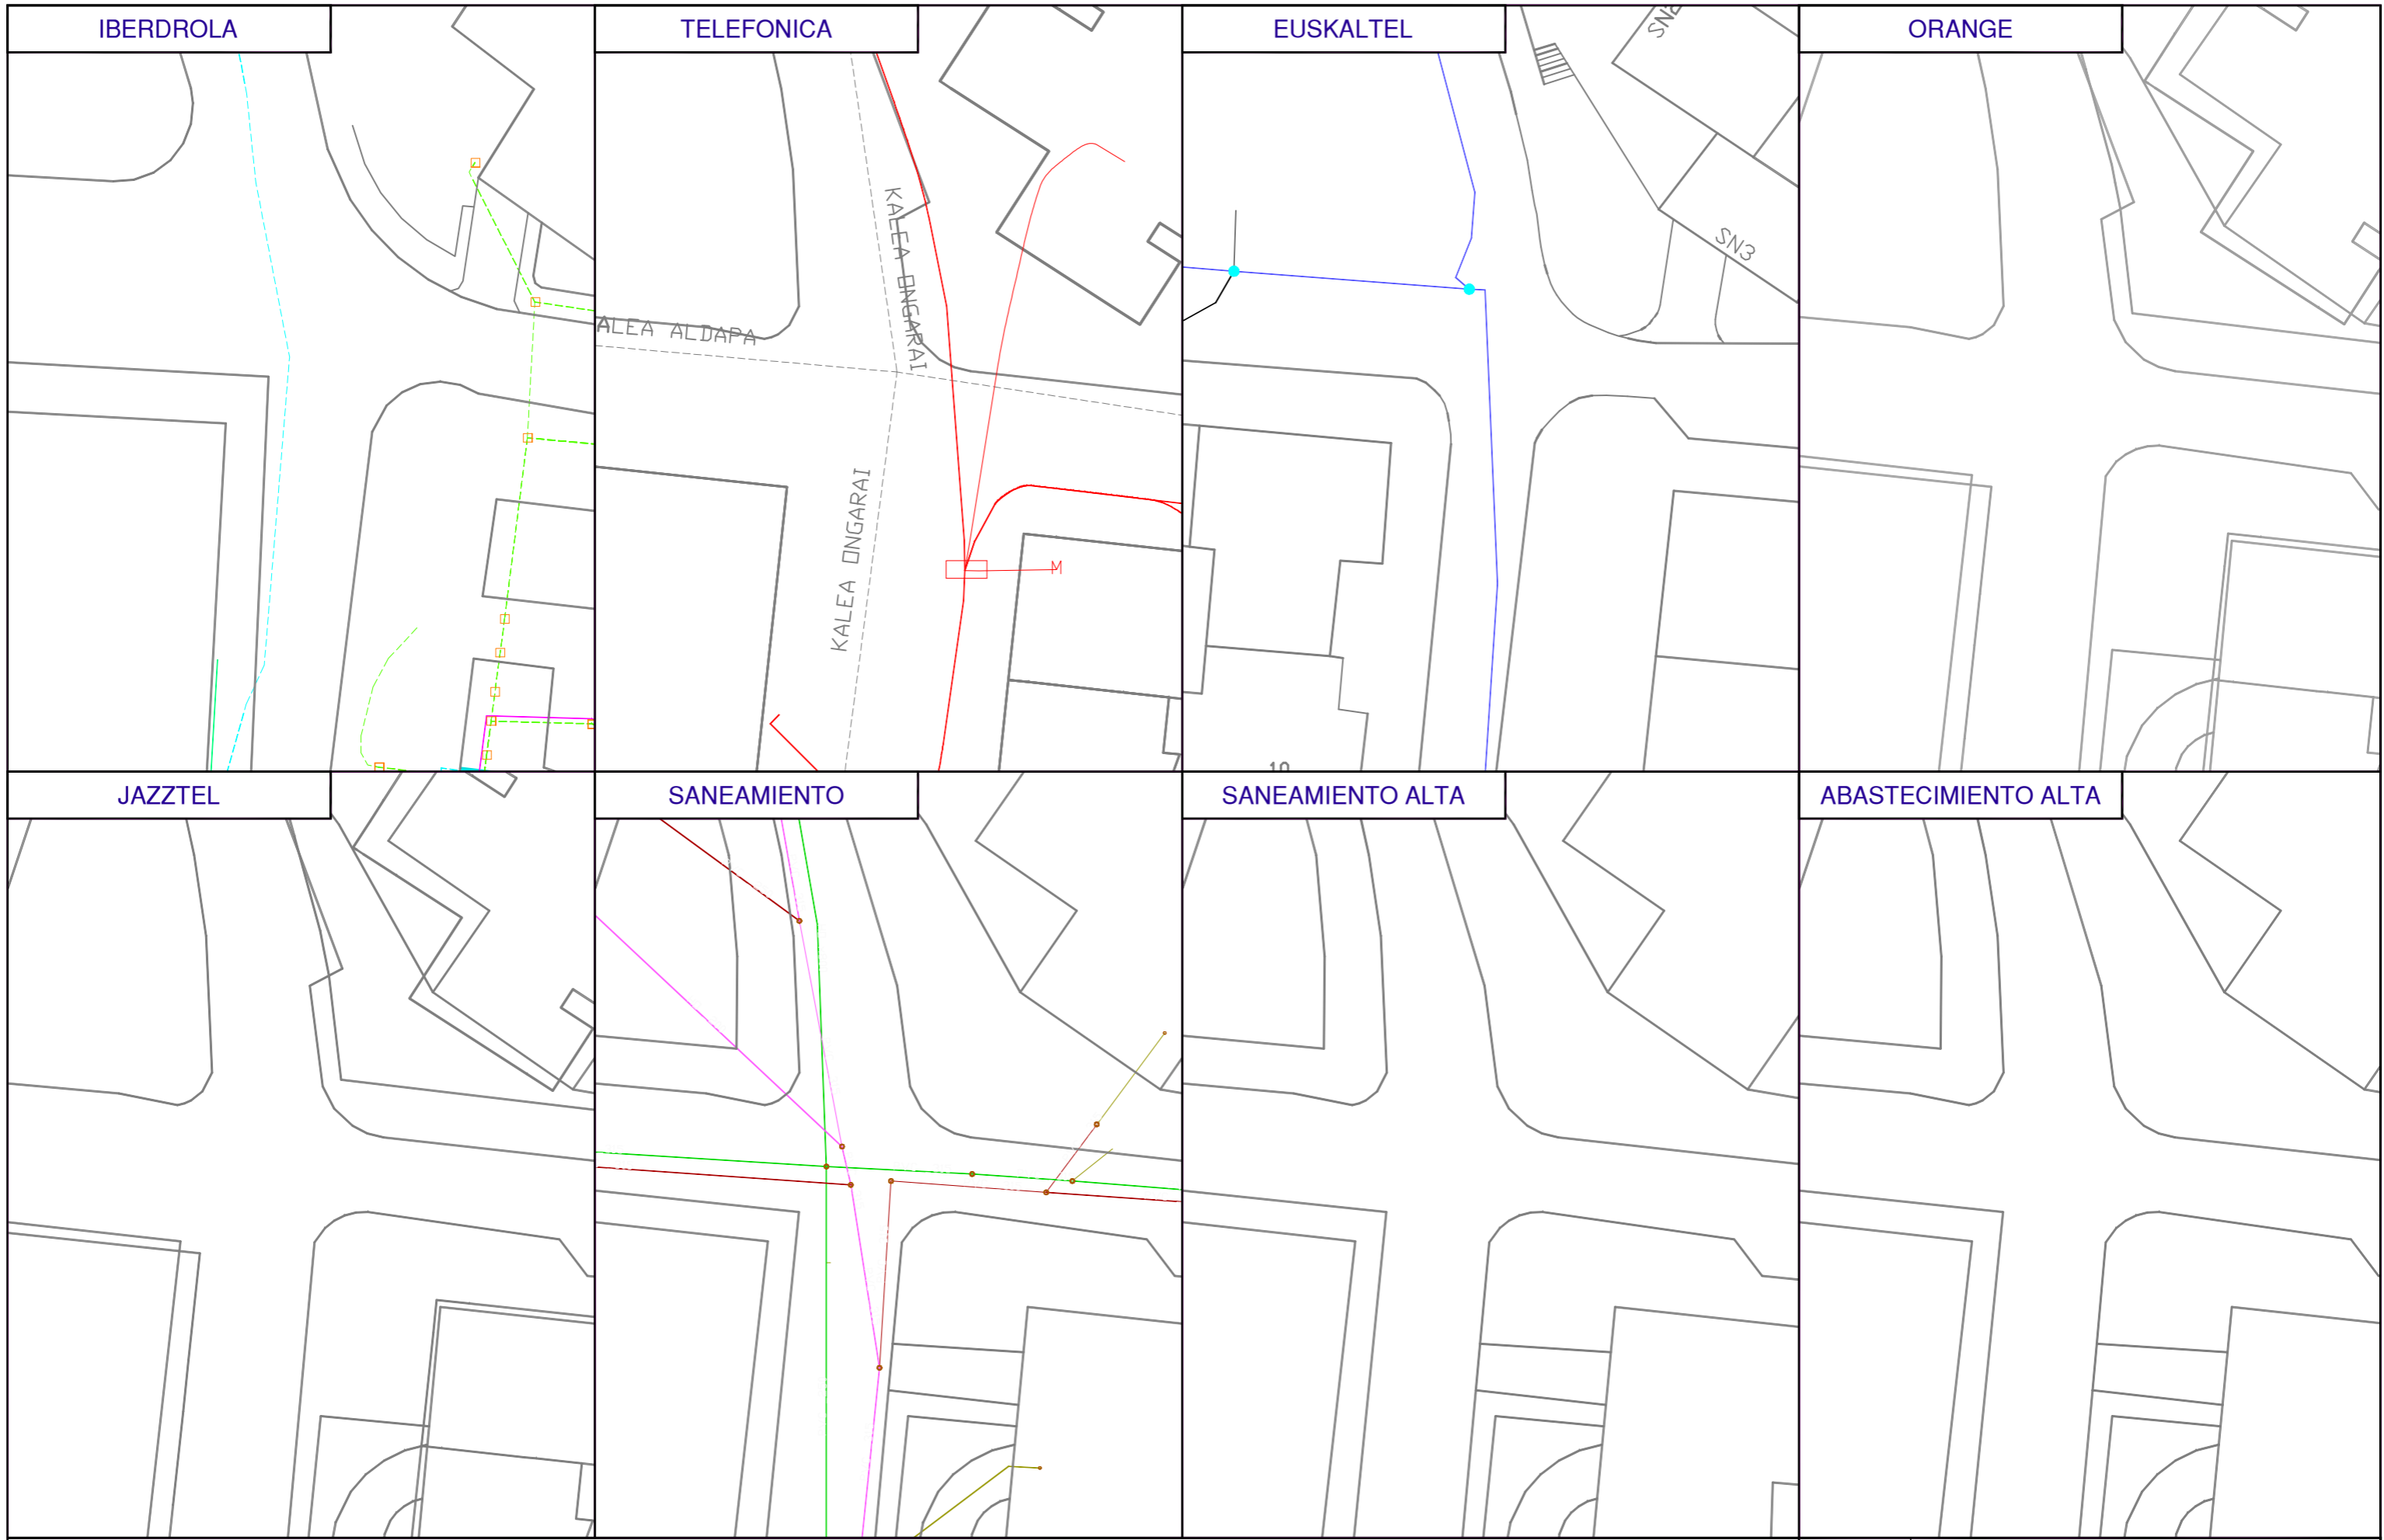 IBERDROLA
TELEFONICA
EUSKALTEL
ORANGE
KALEA ONGARAI
ALEA ALDAPA
KALEA ONGARAI
M
SN3
JAZZTEL
SANEAMIENTO
SANEAMIENTO ALTA
ABASTECIMIENTO ALTA